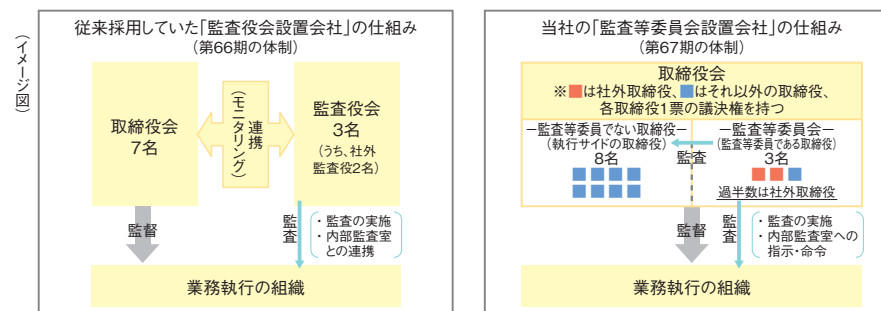 （イメージ図）
従来採用していた「監査役会設置会社」の仕組み
（第66期の体制）
取締役会
7名
連携
（モニタリング）
監査役会
3名
（うち、社外
監査役2名）
監督
監査
・監査の実施
・内部監査室
との連携
業務執行の組織
当社の「監査等委員会設置会社」の仕組み
（第67期の体制）
取締役会
※■は社外取締役、■はそれ以外の取締役、
各取締役1票の議決権を持つ
－監査等委員でない取締役－
（執行サイドの取締役）
8名
監査
－監査等委員会－
（監査等委員である取締役）
3名
過半数は社外取締役
監督
監査
・監査の実施
・内部監査室への
指示・命令
業務執行の組織